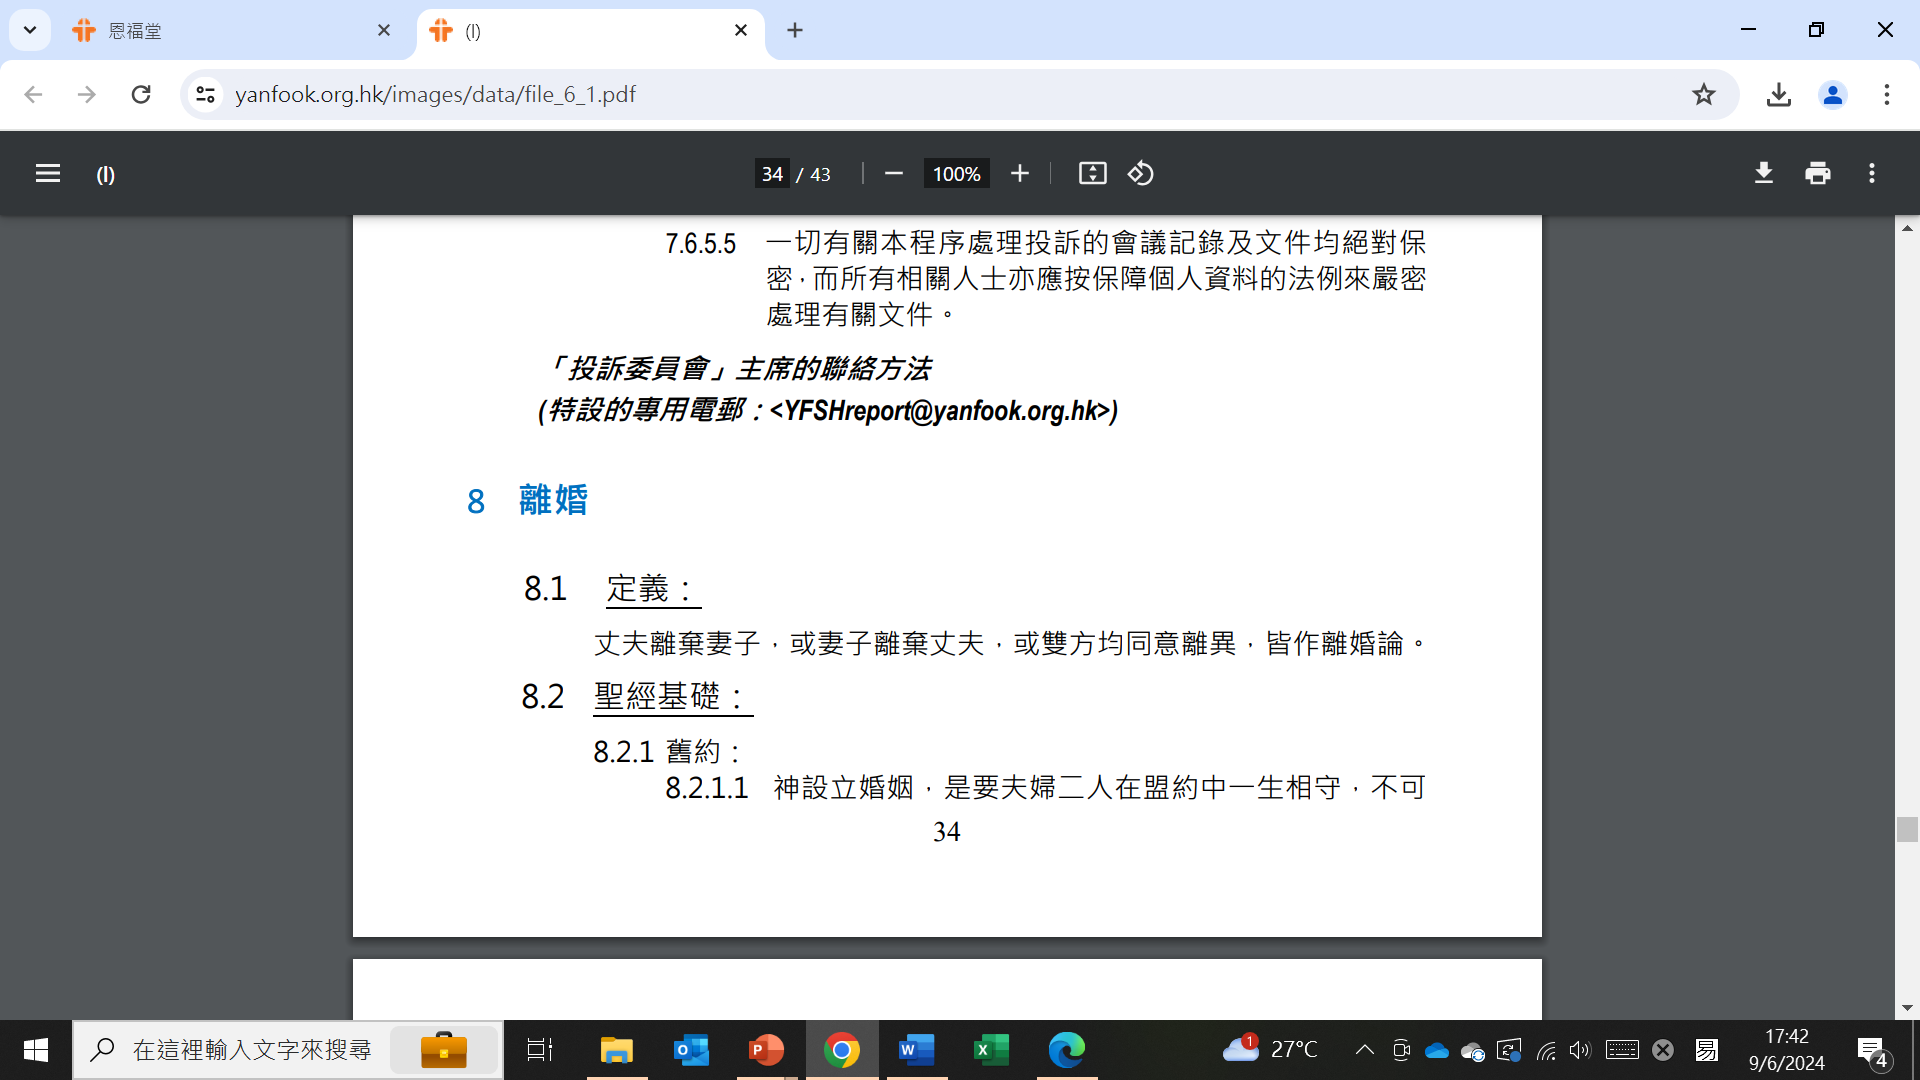 恩福堂
(I)
yanfook.org.hk/images/data/file_6_1.pdf
(I)
34 / 43
100%
7.6.5.5 一切有關本程序處理投訴的會議記錄及文件均絕對保
密，而所有相關人士亦應按保障個人資料的法例來嚴密
處理有關文件。
「投訴委員會」主席的聯絡方法
(特設的專用電郵：<YFSHreport@yanfook.org.hk>)
8 離婚
8.1 定義：
丈夫離棄妻子，或妻子離棄丈夫，或雙方均同意離異，皆作離婚論。
8.2 聖經基礎：
8.2.1 舊約：
8.2.1.1 神設立婚姻，是要夫婦二人在盟約中一生相守，不可
34
在這裡輸入文字來搜尋
1
27°C
易
17:42
9/6/2024
4